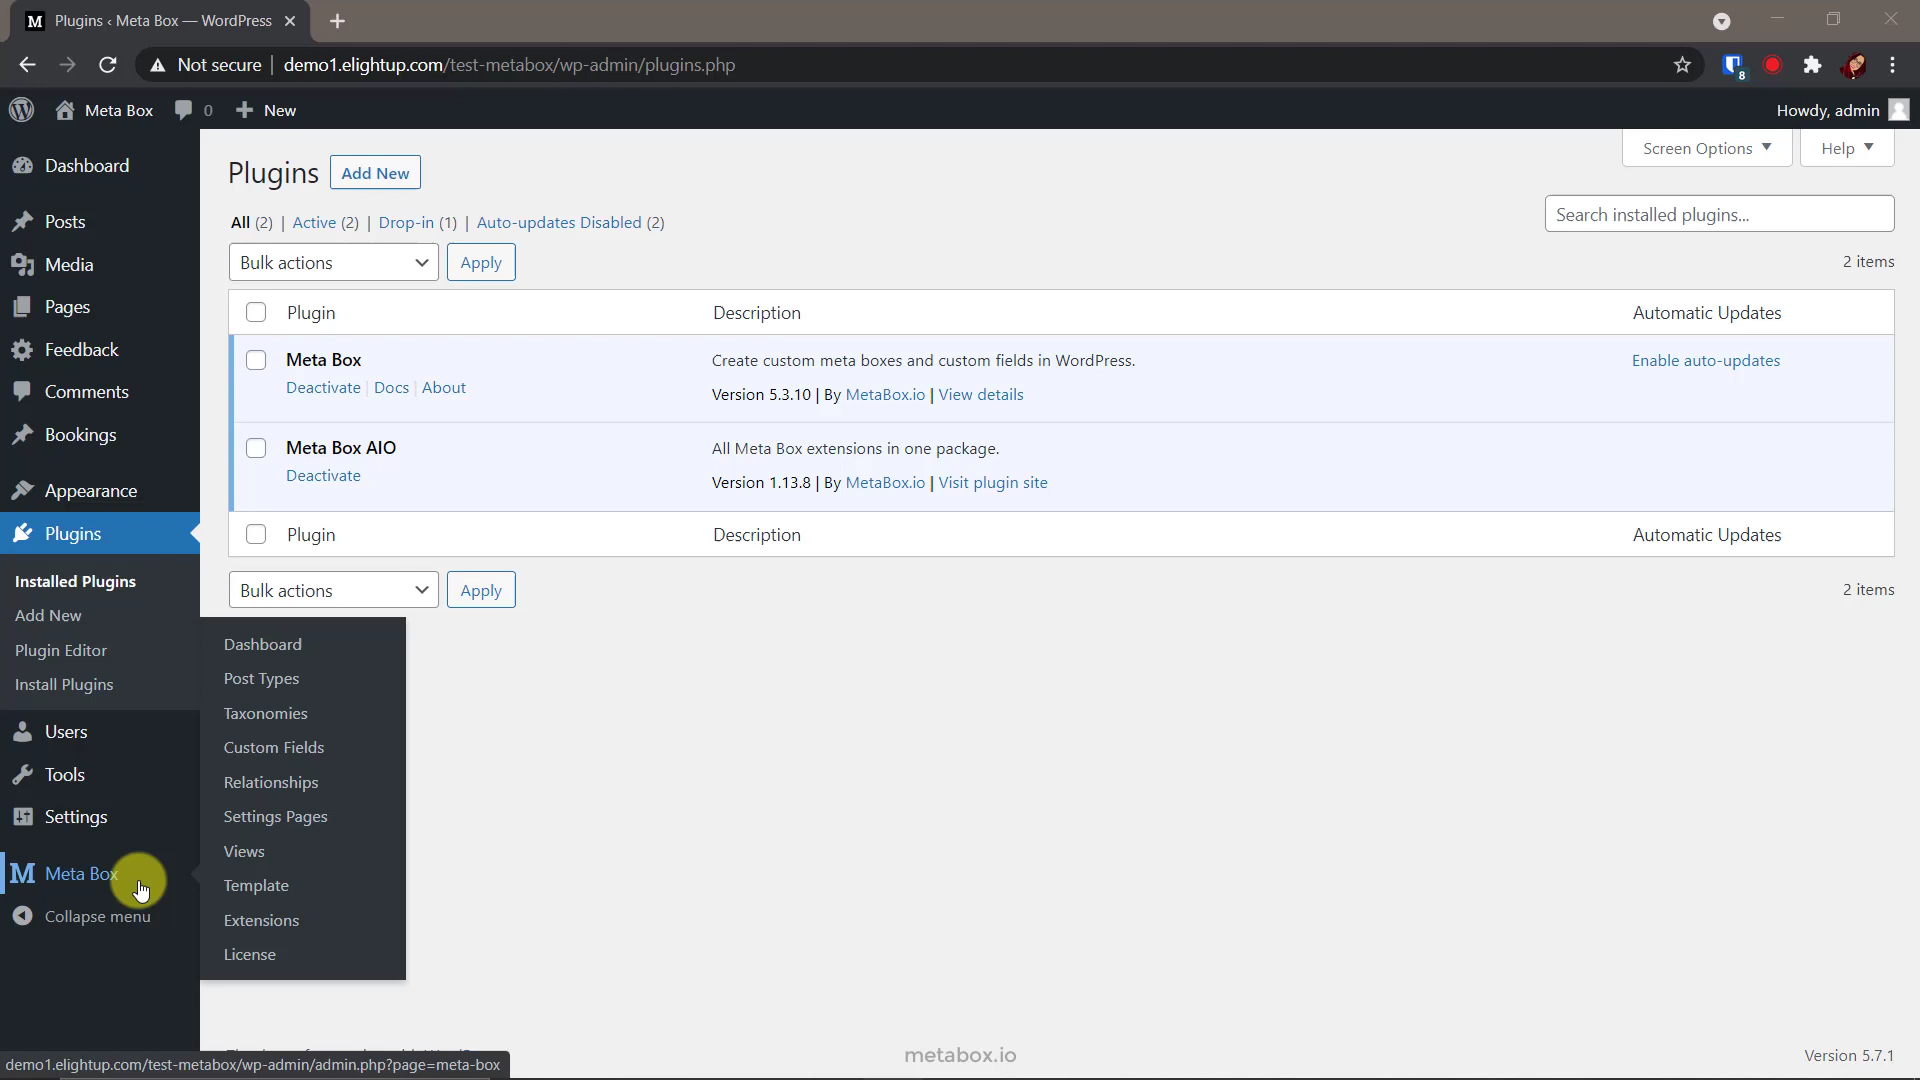 M Plugins ‹ Meta Box — WordPress
Not secure | demo1.elightup.com/test-metabox/wp-admin/plugins.php
8
Meta Box 0 New
Howdy, admin
Dashboard
Posts
Media
Pages
Feedback
Comments
Bookings
Appearance
Plugins
Installed Plugins
Add New
Plugin Editor
Install Plugins
Users
Tools
Settings
M Meta Box
Collapse menu
Screen Options
Help
Plugins Add New
All (2) | Active (2) | Drop-in (1) | Auto-updates Disabled (2)
Search installed plugins...
Bulk actions Apply
2 items
Plugin Description Automatic Updates
Meta Box
Deactivate | Docs | About
Create custom meta boxes and custom fields in WordPress.
Version 5.3.10 | By MetaBox.io | View details
Enable auto-updates
Meta Box AIO
Deactivate
All Meta Box extensions in one package.
Version 1.13.8 | By MetaBox.io | Visit plugin site
Plugin Description Automatic Updates
Bulk actions Apply
2 items
Dashboard
Post Types
Taxonomies
Custom Fields
Relationships
Settings Pages
Views
Template
Extensions
License
metabox.io
Version 5.7.1
demo1.elightup.com/test-metabox/wp-admin/admin.php?page=meta-box